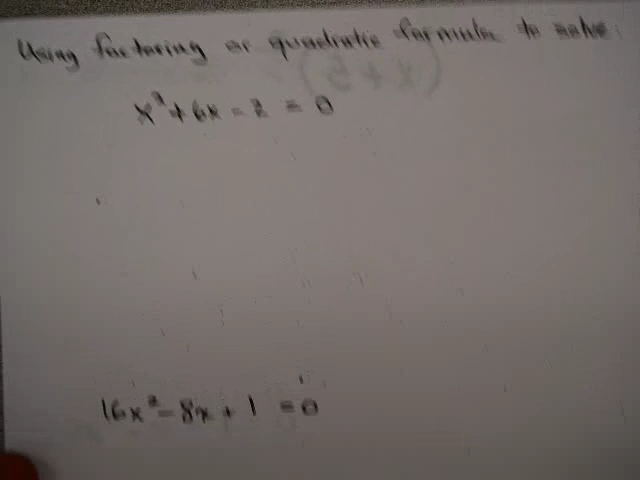 Using factoring or quadratic formula to solve:
x² + 6x - 2 = 0
16x² - 8x + 1 = 0